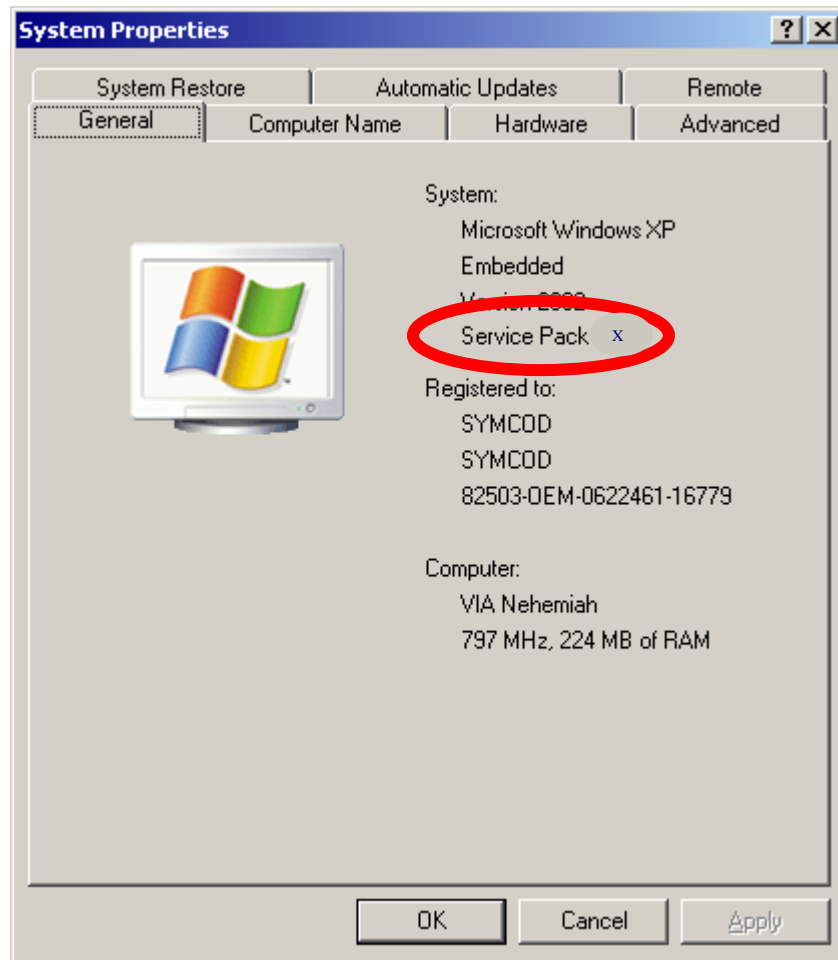 System Properties
System Restore Automatic Updates Remote
General Computer Name Hardware Advanced
System:
Microsoft Windows XP
Embedded
Version 2002
Service Pack x
Registered to:
SYMCOD
SYMCOD
82503-OEM-0622461-16779
Computer:
VIA Nehemiah
797 MHz, 224 MB of RAM
OK Cancel Apply